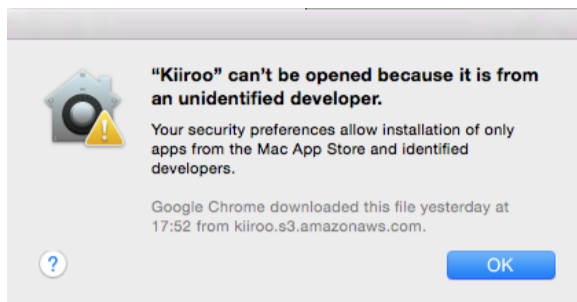 “Kiiroo” can’t be opened because it is from
an unidentified developer.
Your security preferences allow installation of only
apps from the Mac App Store and identified
developers.
Google Chrome downloaded this file yesterday at
17:52 from kiiroo.s3.amazonaws.com.
?
OK